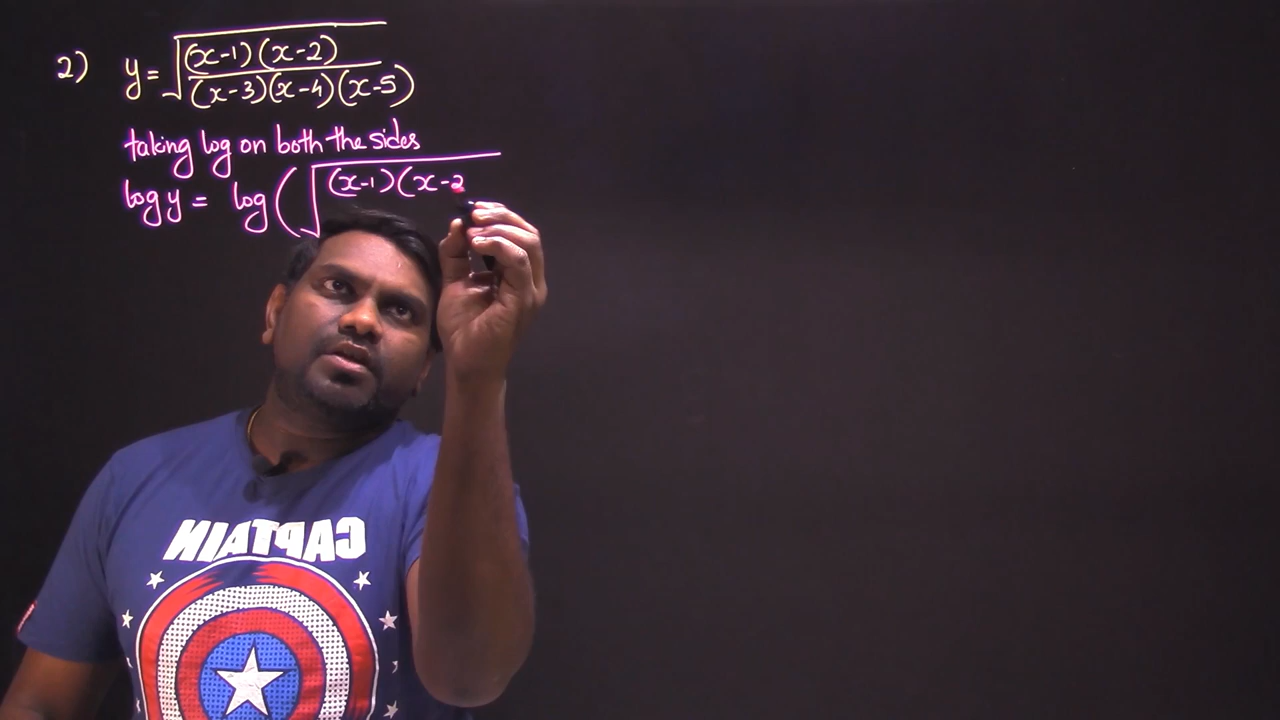 2) y = √((x-1)(x-2) / (x-3)(x-4)(x-5))
taking log on both the sides
log y = log (√((x-1)(x-2
CAPTAIN